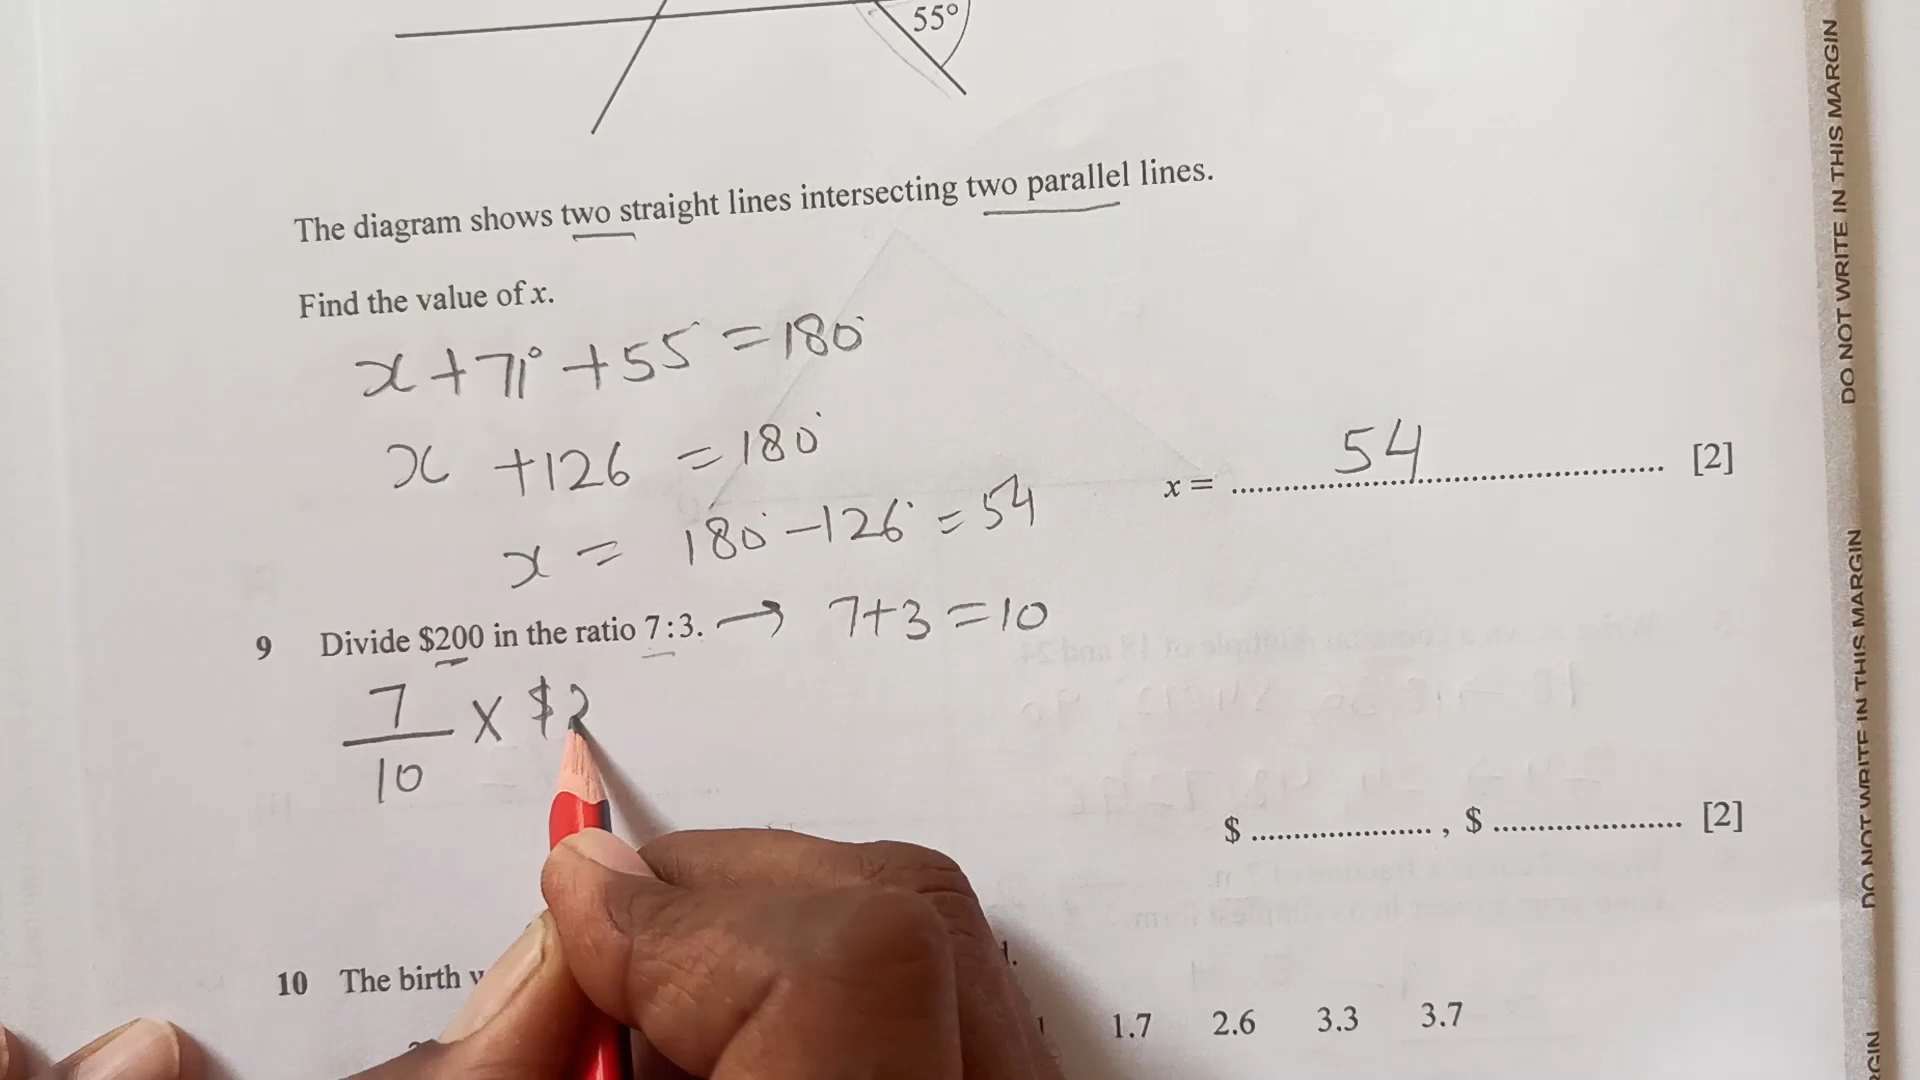 55°
The diagram shows two straight lines intersecting two parallel lines.
Find the value of x.
x + 71° + 55° = 180°
x + 126 = 180°
x = 180° - 126° = 54
x = 54 [2]
9 Divide $200 in the ratio 7 : 3. → 7 + 3 = 10
7/10 × $2
$ .................... , $ .................... [2]
10 The birth
1.7 2.6 3.3 3.7
DO NOT WRITE IN THIS MARGIN
DO NOT WRITE IN THIS MARGIN